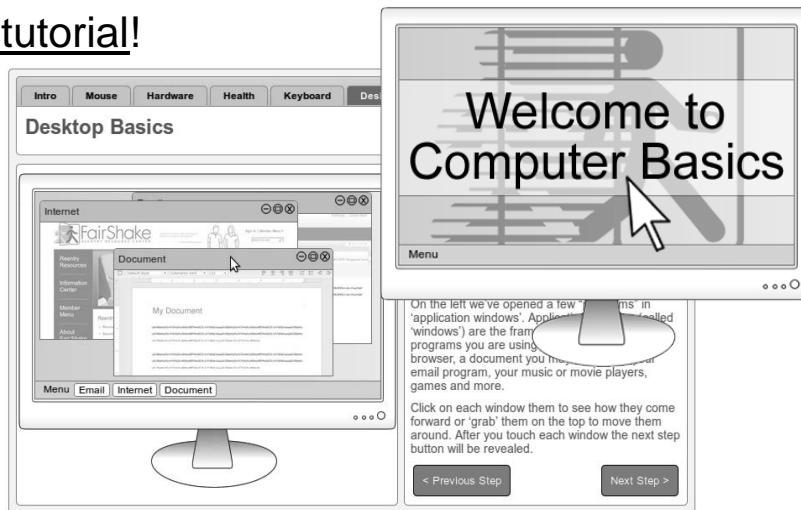 tutorial!
Intro Mouse Hardware Health Keyboard Des
Desktop Basics
Welcome to
Computer Basics
Menu
Internet
FairShake
REENTRY RESOURCE CENTER
Reentry
Resources
Information
Center
Member
Menu
About
Document
My Document
Menu Email Internet Document
On the left we've opened a few
'application windows'.
'windows') are the
programs you are using
browser, a document you
email program, your music or movie players,
games and more.
Click on each window them to see how they come
forward or 'grab' them on the top to move them
around. After you touch each window the next step
button will be revealed.
< Previous Step
Next Step >